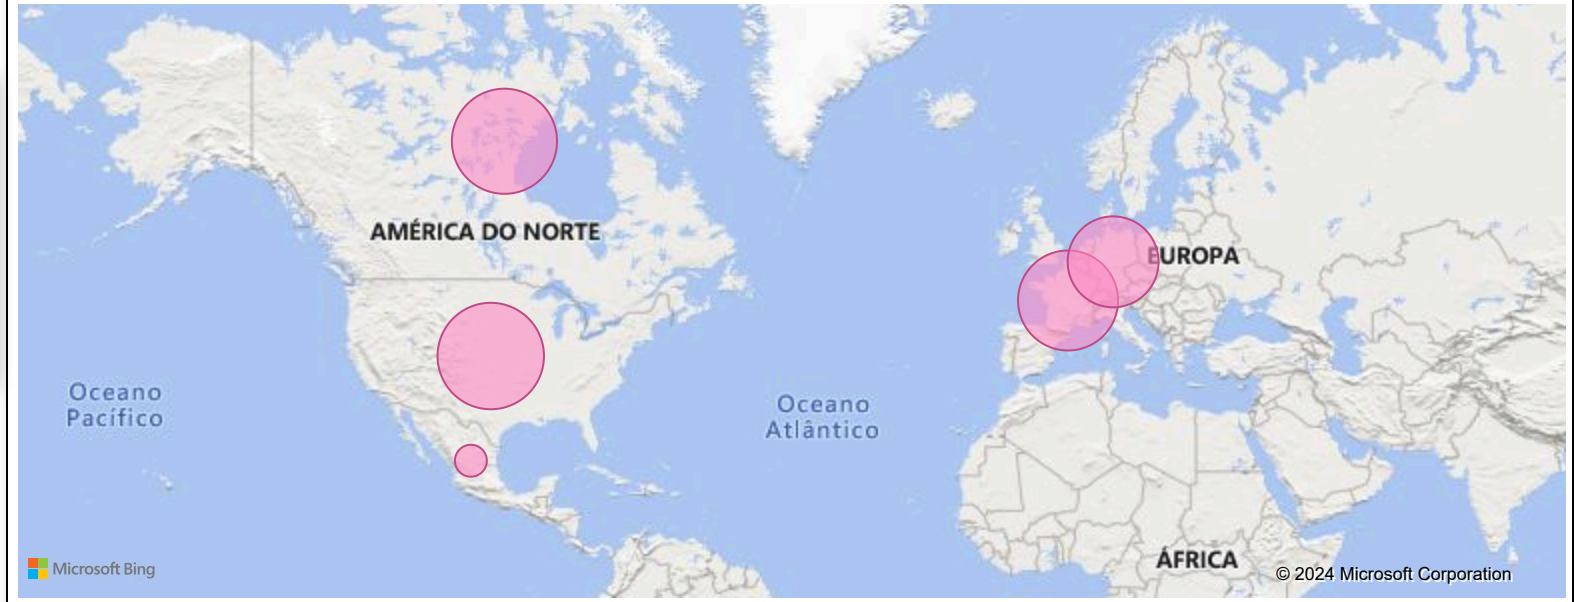 AMÉRICA DO NORTE
EUROPA
Oceano
Pacífico
Oceano
Atlântico
ÁFRICA
Microsoft Bing
© 2024 Microsoft Corporation